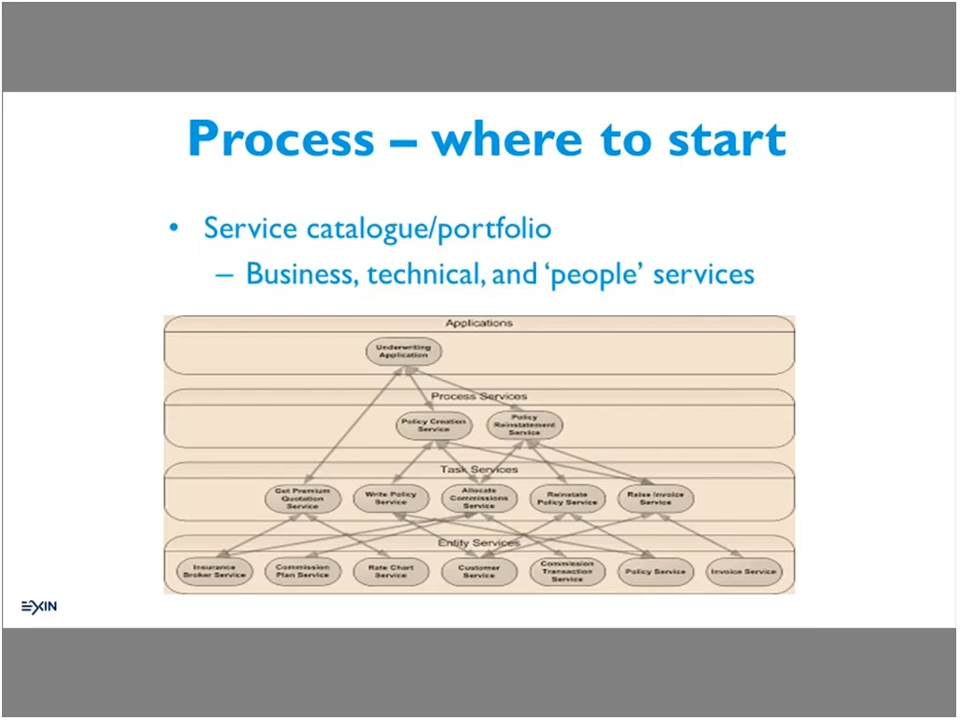 Process – where to start
• Service catalogue/portfolio
– Business, technical, and ‘people’ services
Applications
Underwriting
Application
Process Services
Policy Creation
Service
Policy
Reinstatement
Service
Task Services
Get Premium
Quotation
Service
Write Policy
Service
Allocate
Commissions
Service
Reinstate
Policy Service
Raise Invoice
Service
Entity Services
Insurance
Broker Service
Commission
Plan Service
Rate Chart
Service
Customer
Service
Commission
Transaction
Service
Policy Service
Invoice Service
EXIN